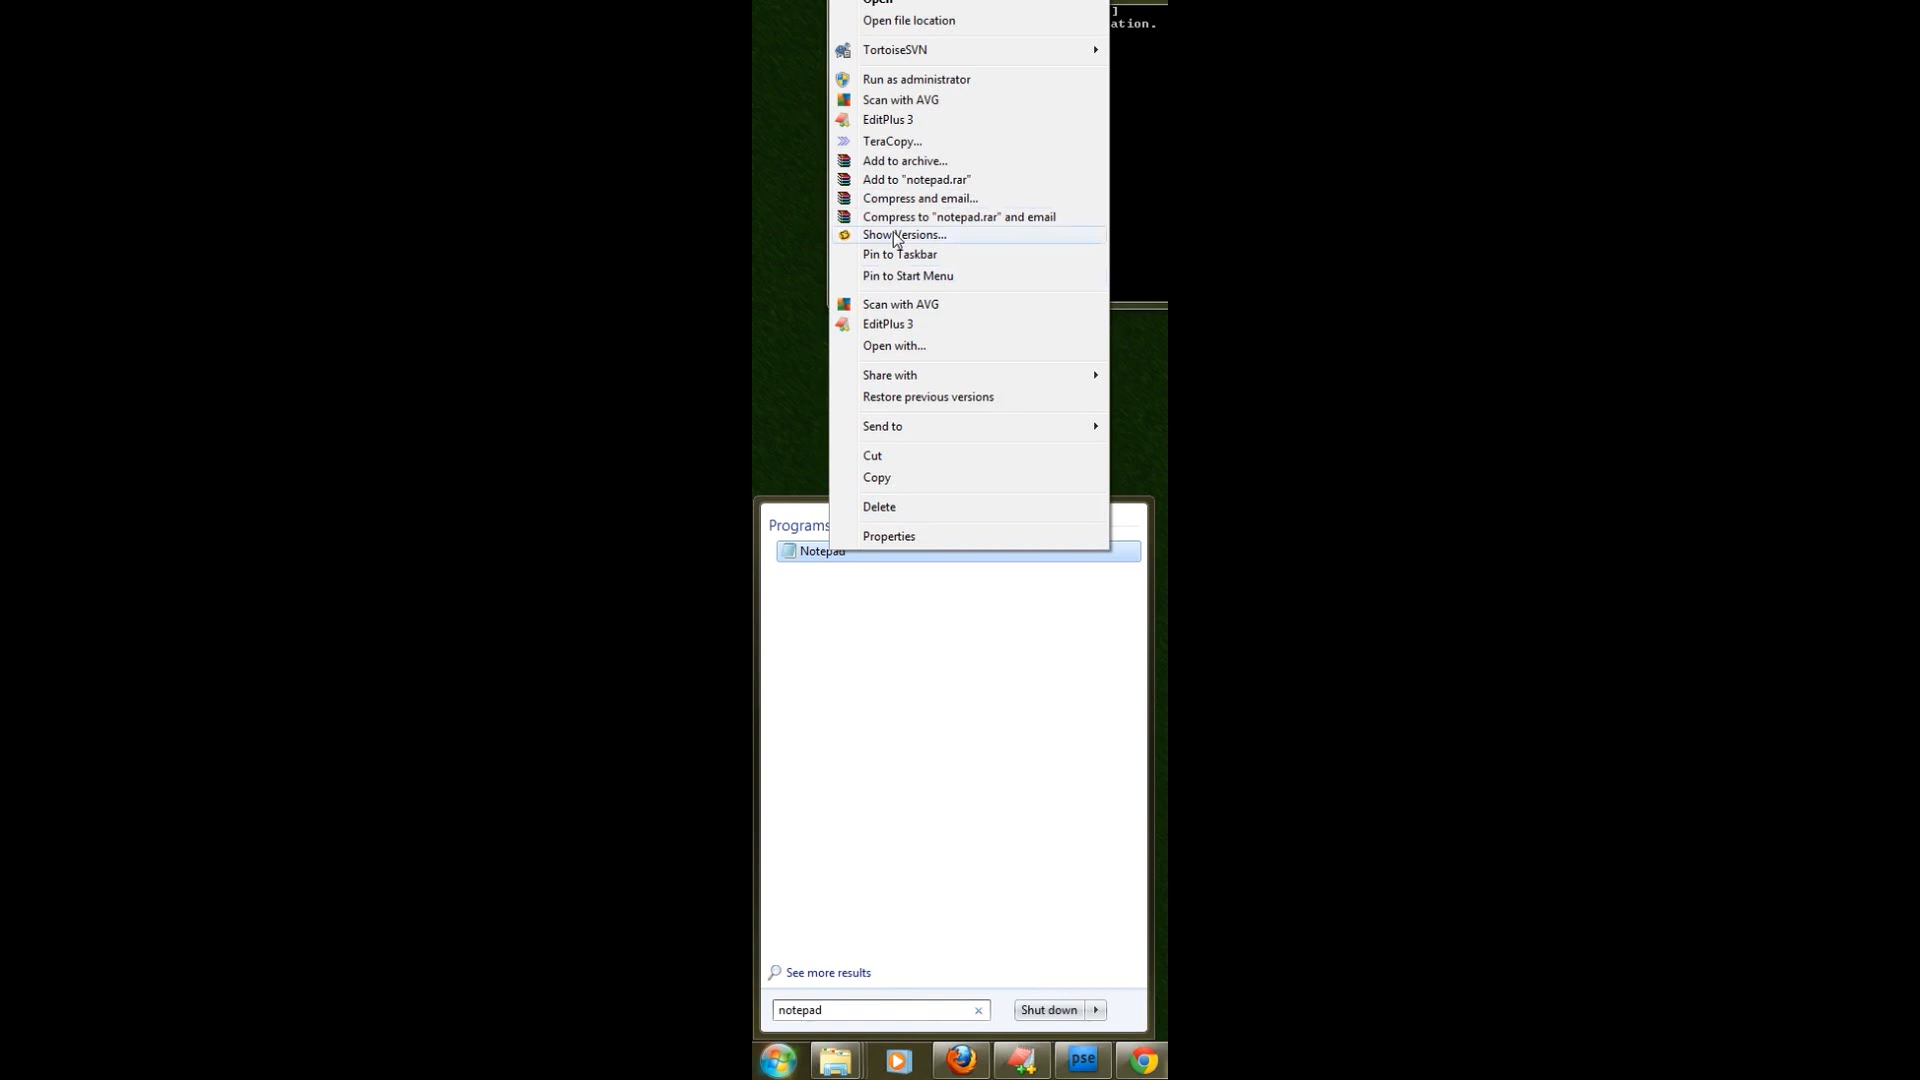 Open
]
Open file location
ation.
TortoiseSVN
Run as administrator
Scan with AVG
EditPlus 3
TeraCopy...
Add to archive...
Add to "notepad.rar"
Compress and email...
Compress to "notepad.rar" and email
Show Versions...
Pin to Taskbar
Pin to Start Menu
Scan with AVG
EditPlus 3
Open with...
Share with
Restore previous versions
Send to
Cut
Copy
Delete
Properties
Programs
Notepad
See more results
notepad
Shut down
pse